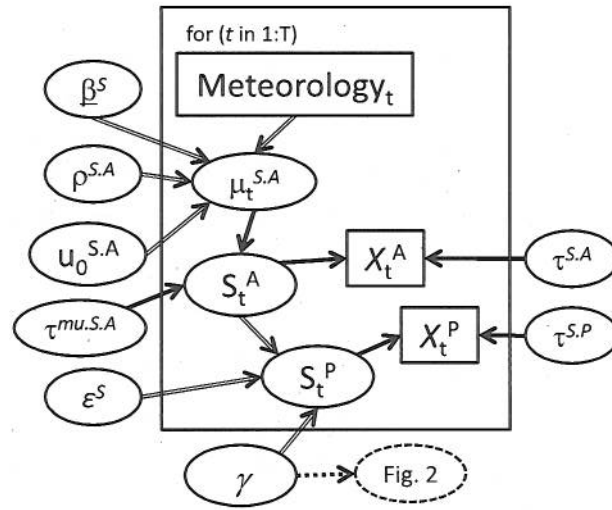 for (t in 1:T)
Meteorology_t
β^S
ρ^{S.A}
μ_t^{S.A}
u_0^{S.A}
S_t^A
X_t^A
τ^{S.A}
τ^{mu.S.A}
S_t^P
X_t^P
τ^{S.P}
ε^S
γ
Fig. 2